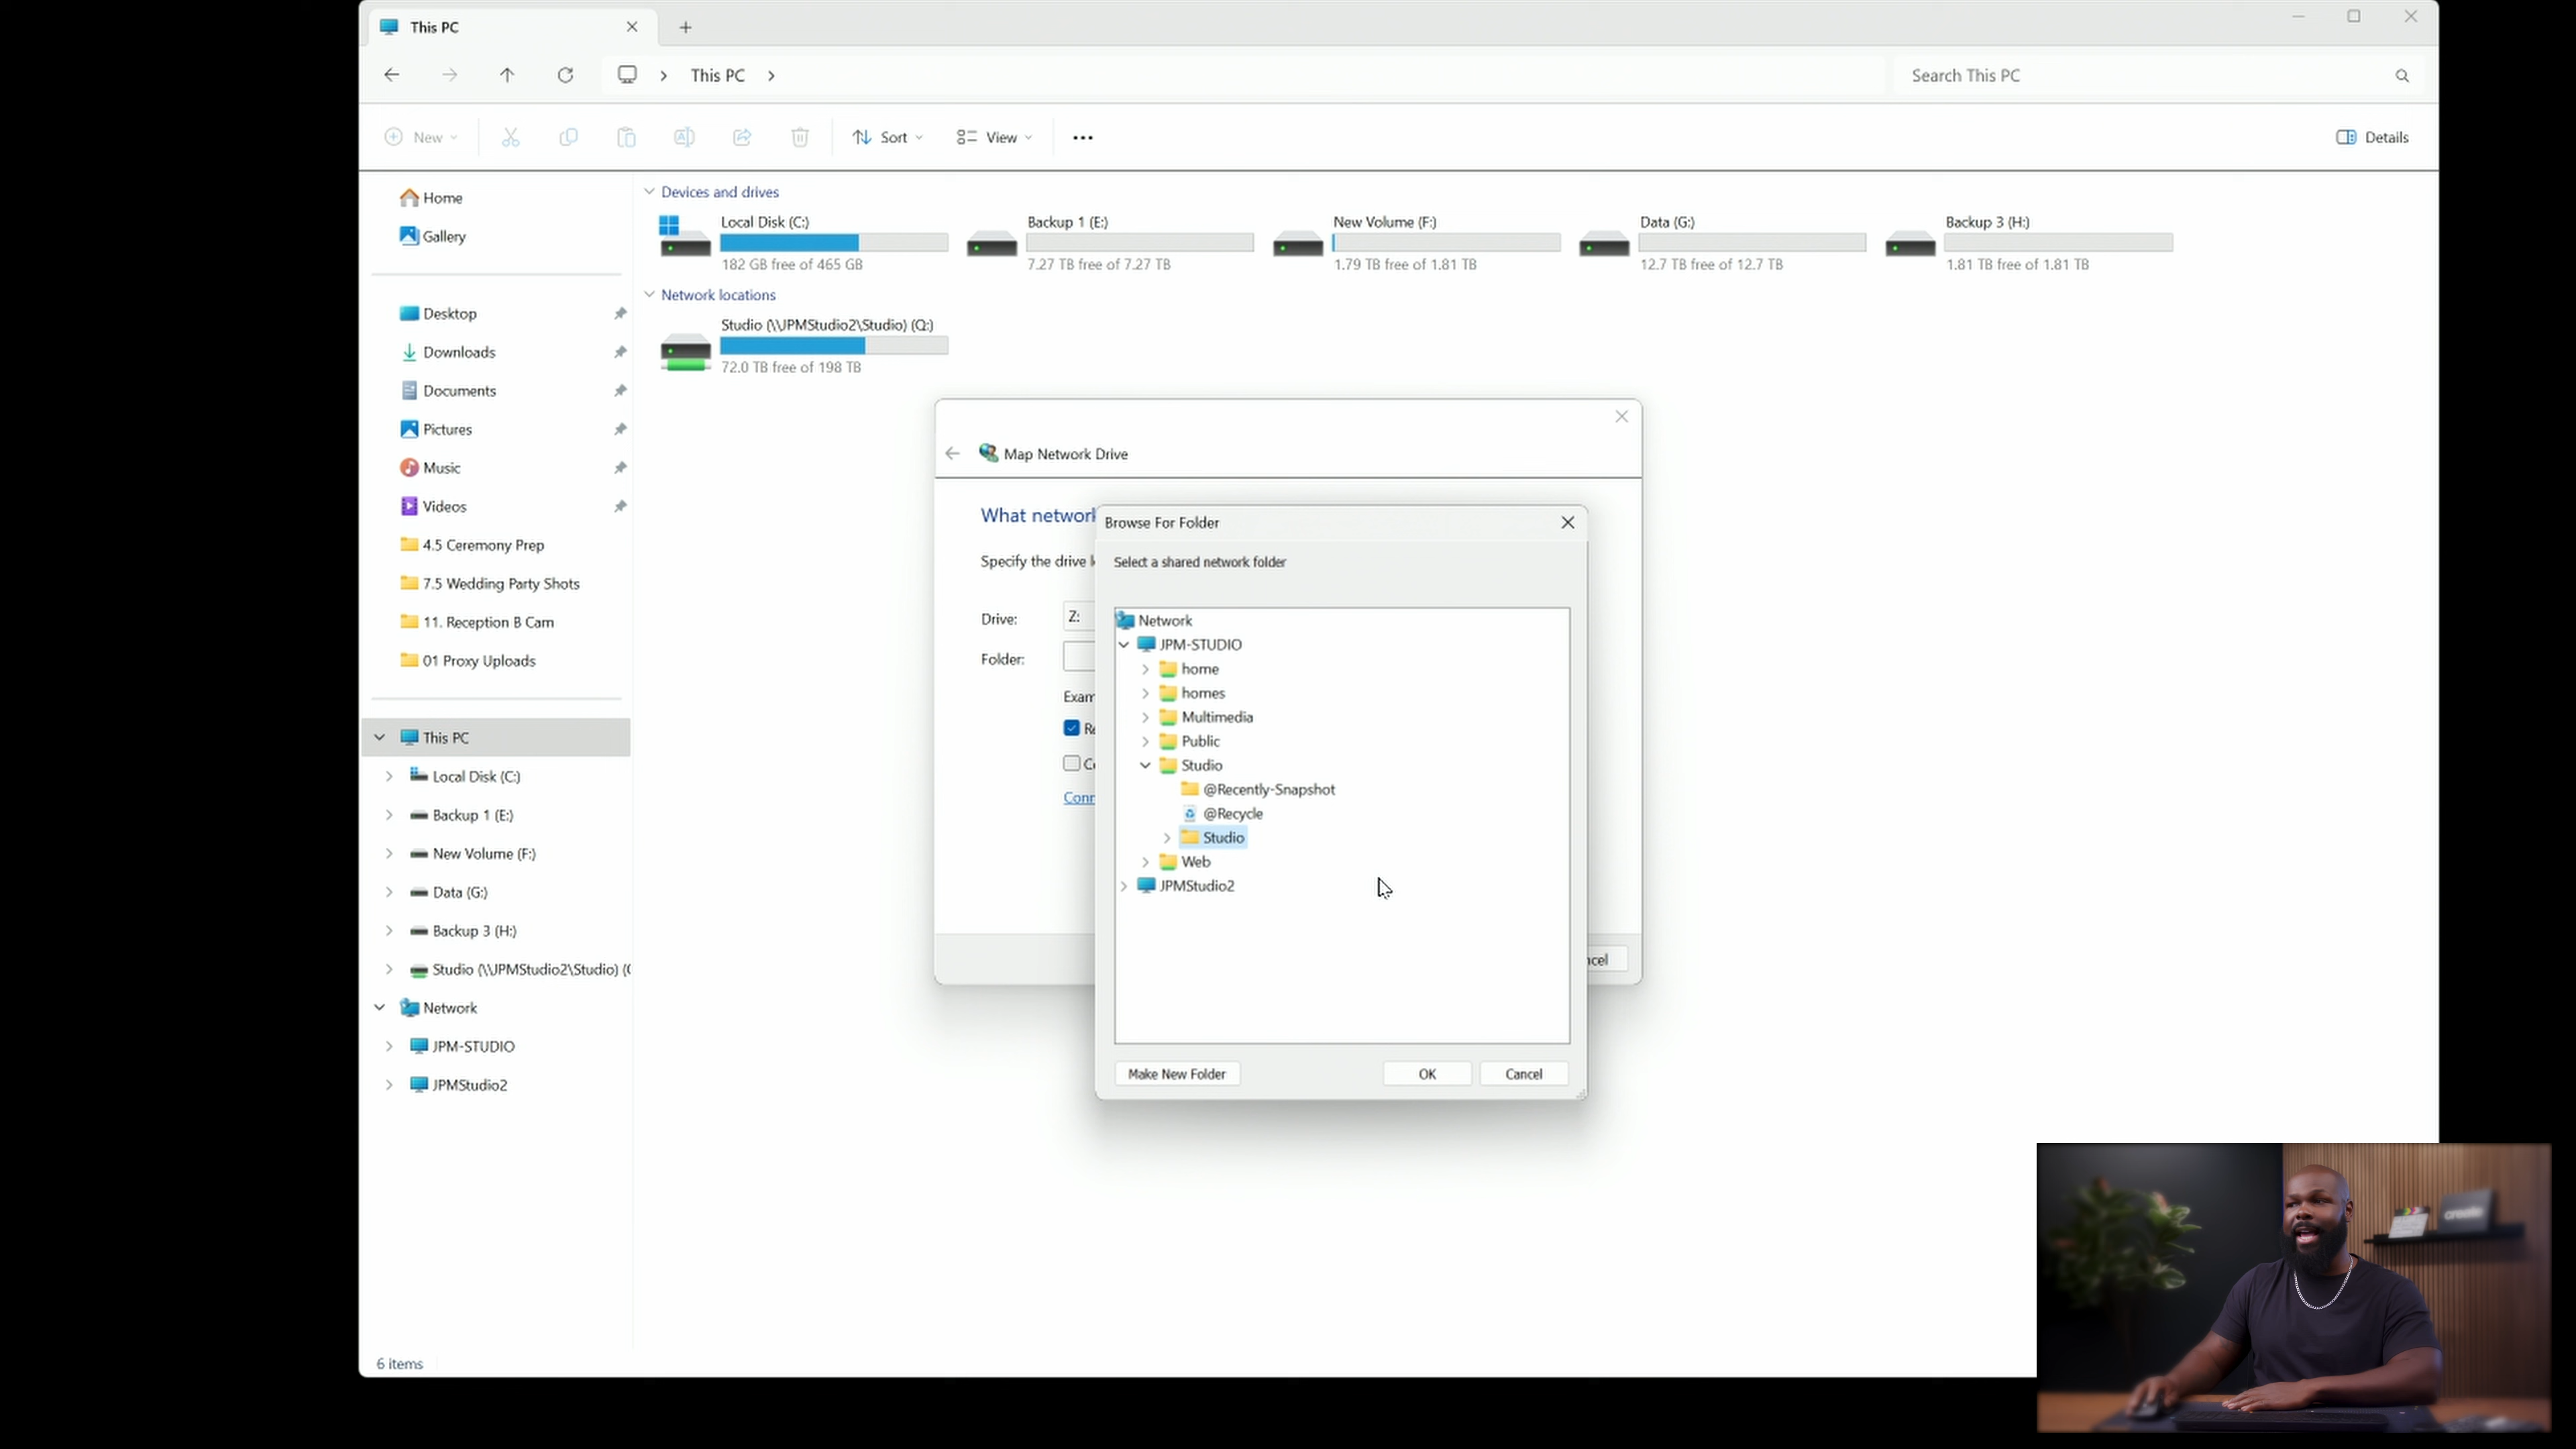 This PC
This PC
Search This PC
New
Sort
View
Details
Home
Gallery
Desktop
Downloads
Documents
Pictures
Music
Videos
4.5 Ceremony Prep
7.5 Wedding Party Shots
11. Reception B Cam
01 Proxy Uploads
This PC
Local Disk (C:)
Backup 1 (E:)
New Volume (F:)
Data (G:)
Backup 3 (H:)
Studio (\\JPMStudio2\Studio) (
Network
JPM-STUDIO
JPMStudio2
6 items
Devices and drives
Local Disk (C:)
182 GB free of 465 GB
Backup 1 (E:)
7.27 TB free of 7.27 TB
New Volume (F:)
1.79 TB free of 1.81 TB
Data (G:)
12.7 TB free of 12.7 TB
Backup 3 (H:)
1.81 TB free of 1.81 TB
Network locations
Studio (\\JPMStudio2\Studio) (Q:)
72.0 TB free of 198 TB
Map Network Drive
What network
Specify the drive
Drive:
Z:
Folder:
Exam
Re
Conn
ncel
Browse For Folder
Select a shared network folder
Network
JPM-STUDIO
home
homes
Multimedia
Public
Studio
@Recently-Snapshot
@Recycle
Studio
Web
JPMStudio2
Make New Folder
OK
Cancel
create